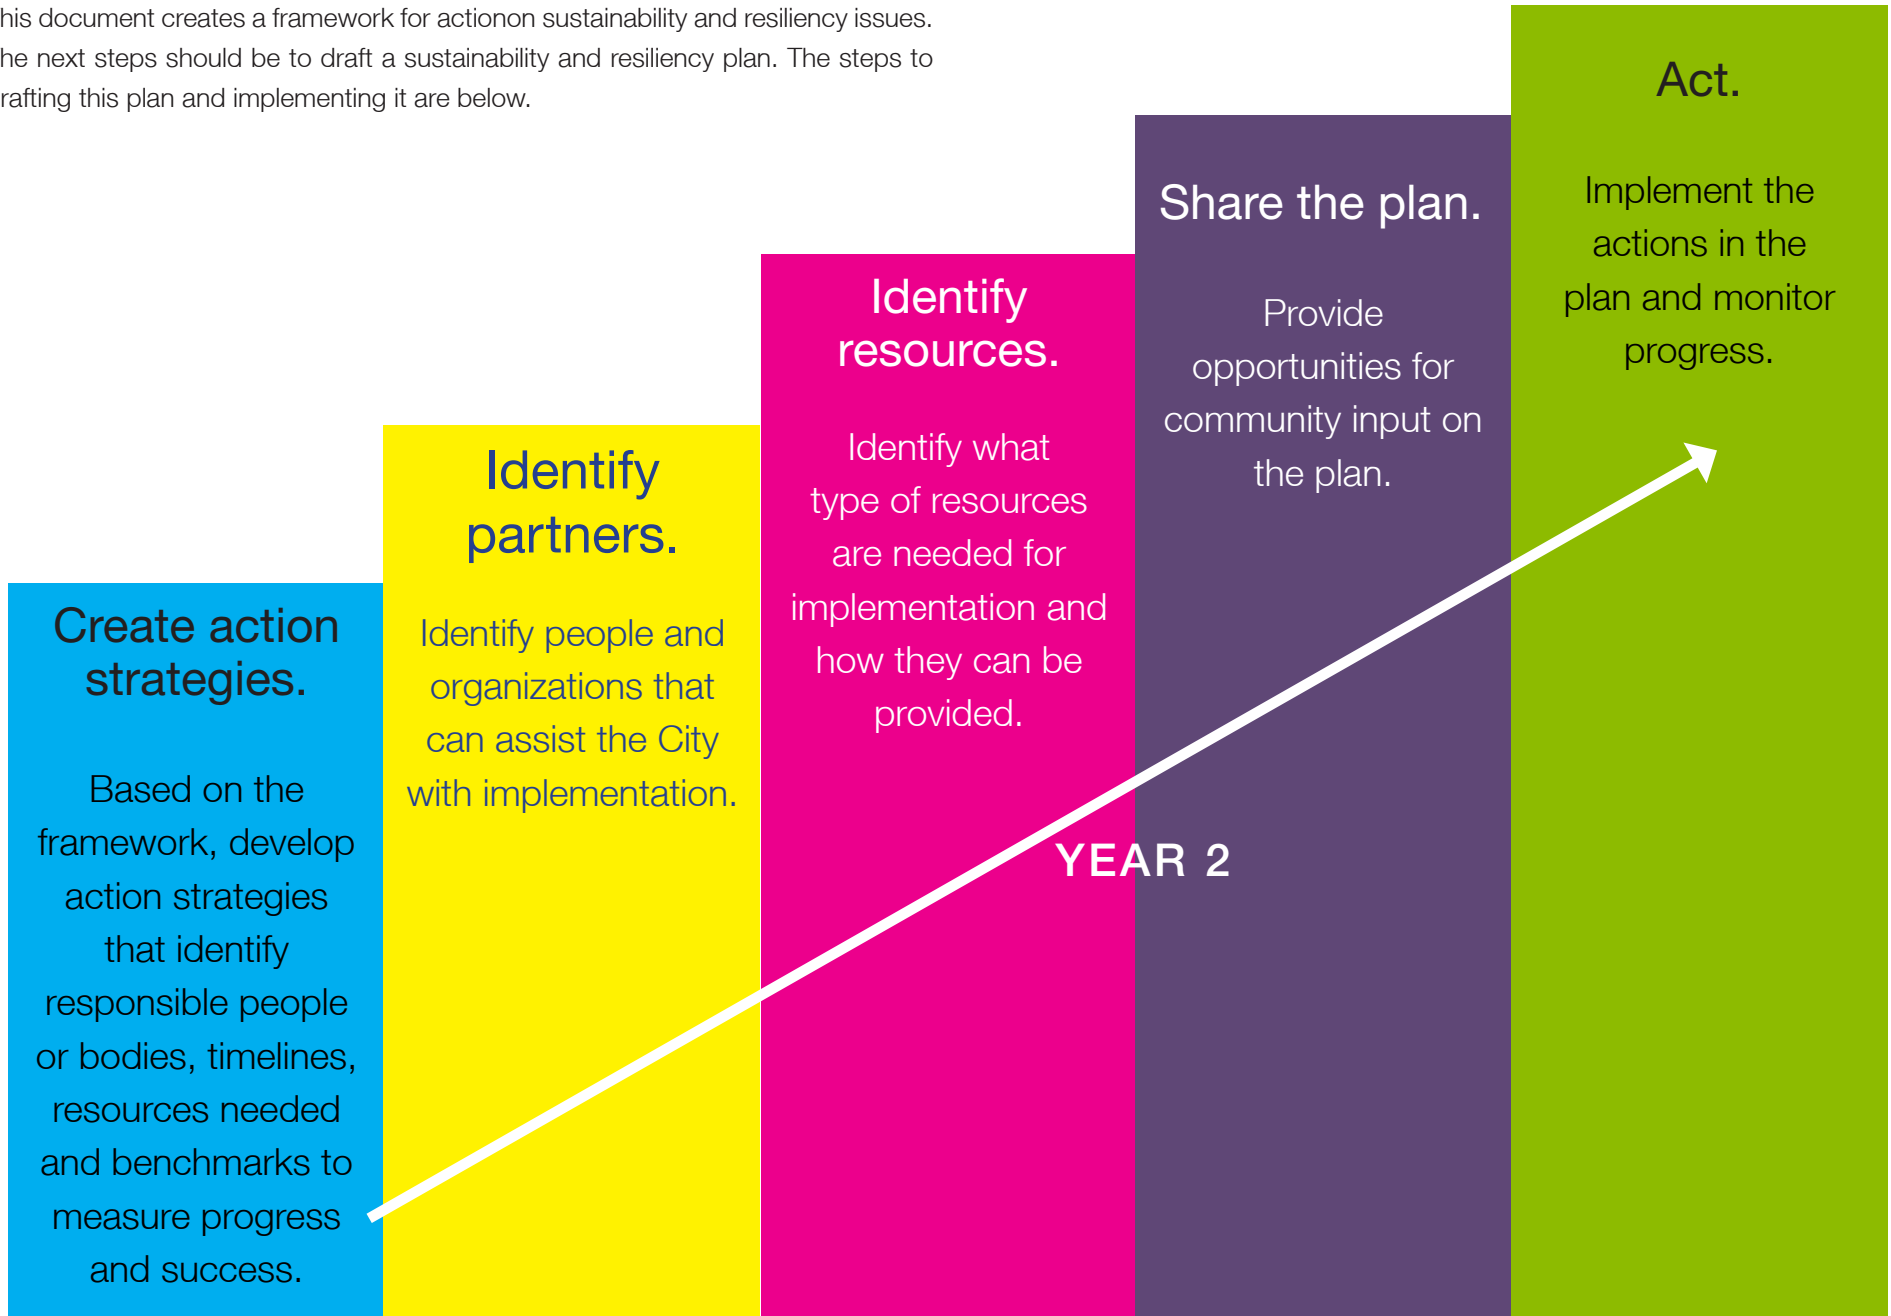 his document creates a framework for actionon sustainability and resiliency issues.
he next steps should be to draft a sustainability and resiliency plan. The steps to
rafting this plan and implementing it are below.
Create action
strategies.
Based on the
framework, develop
action strategies
that identify
responsible people
or bodies, timelines,
resources needed
and benchmarks to
measure progress
and success.
Identify
partners.
Identify people and
organizations that
can assist the City
with implementation.
Identify
resources.
Identify what
type of resources
are needed for
implementation and
how they can be
provided.
Share the plan.
Provide
opportunities for
community input on
the plan.
Act.
Implement the
actions in the
plan and monitor
progress.
YEAR 2